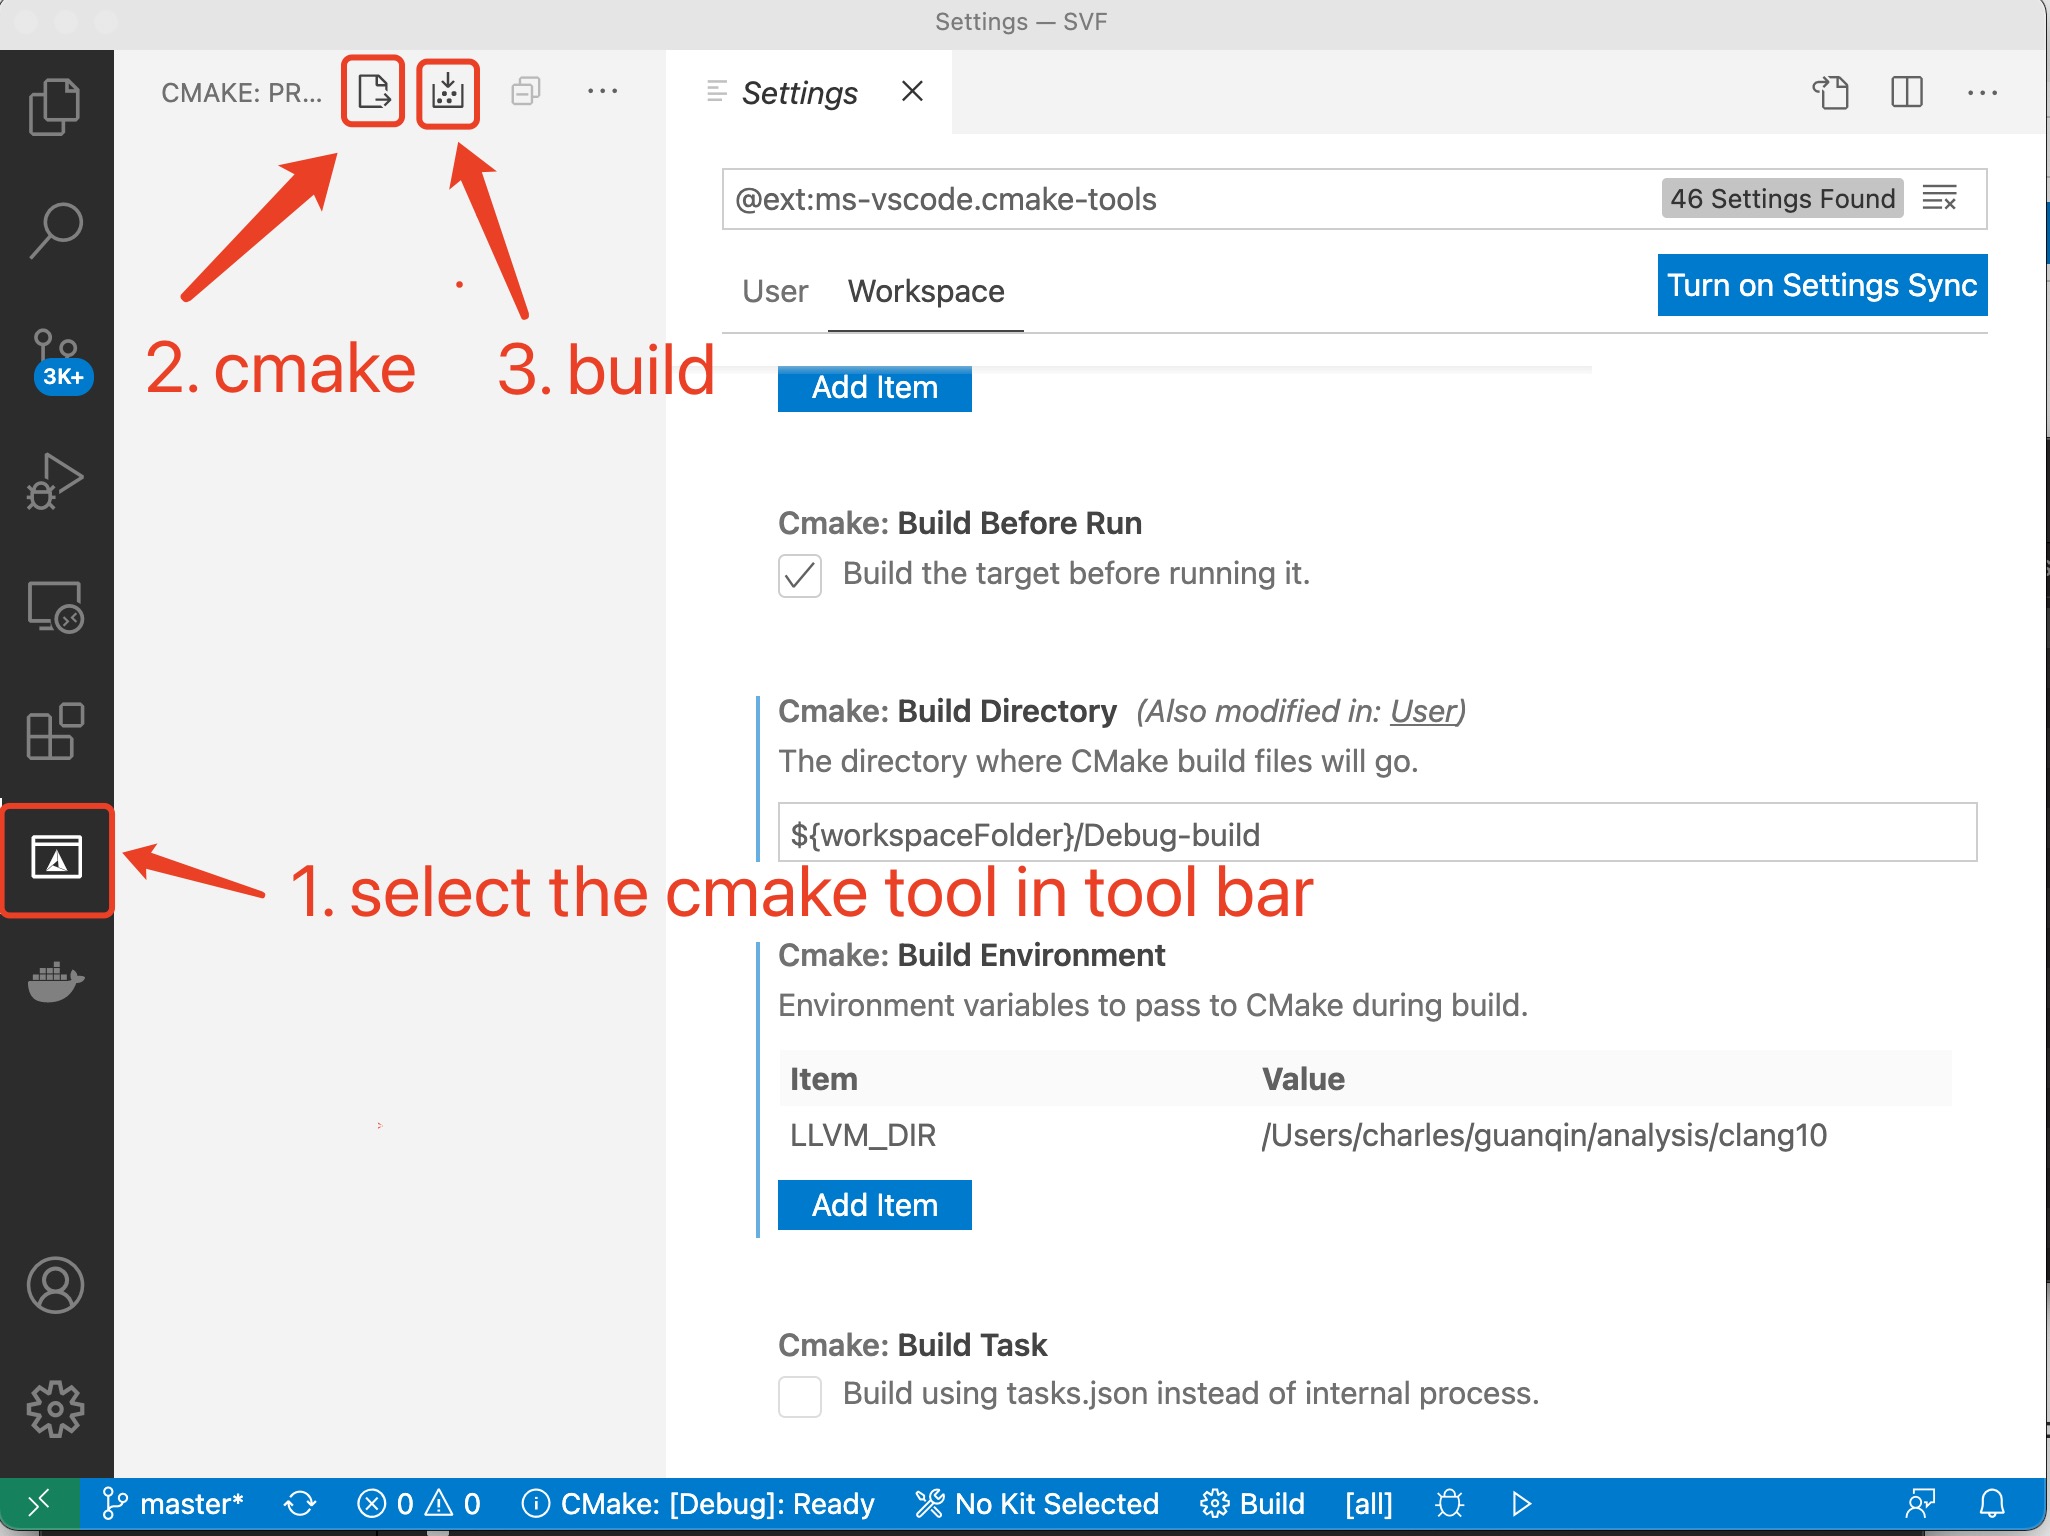 Settings — SVF
CMAKE: PR...
Settings
@ext:ms-vscode.cmake-tools
46 Settings Found
User
Workspace
Turn on Settings Sync
3K+
2. cmake
3. build
Add Item
Cmake: Build Before Run
Build the target before running it.
Cmake: Build Directory (Also modified in: User)
The directory where CMake build files will go.
${workspaceFolder}/Debug-build
1. select the cmake tool in tool bar
Cmake: Build Environment
Environment variables to pass to CMake during build.
Item Value
LLVM_DIR /Users/charles/guanqin/analysis/clang10
Add Item
Cmake: Build Task
Build using tasks.json instead of internal process.
master* 0 0 CMake: [Debug]: Ready No Kit Selected Build [all]